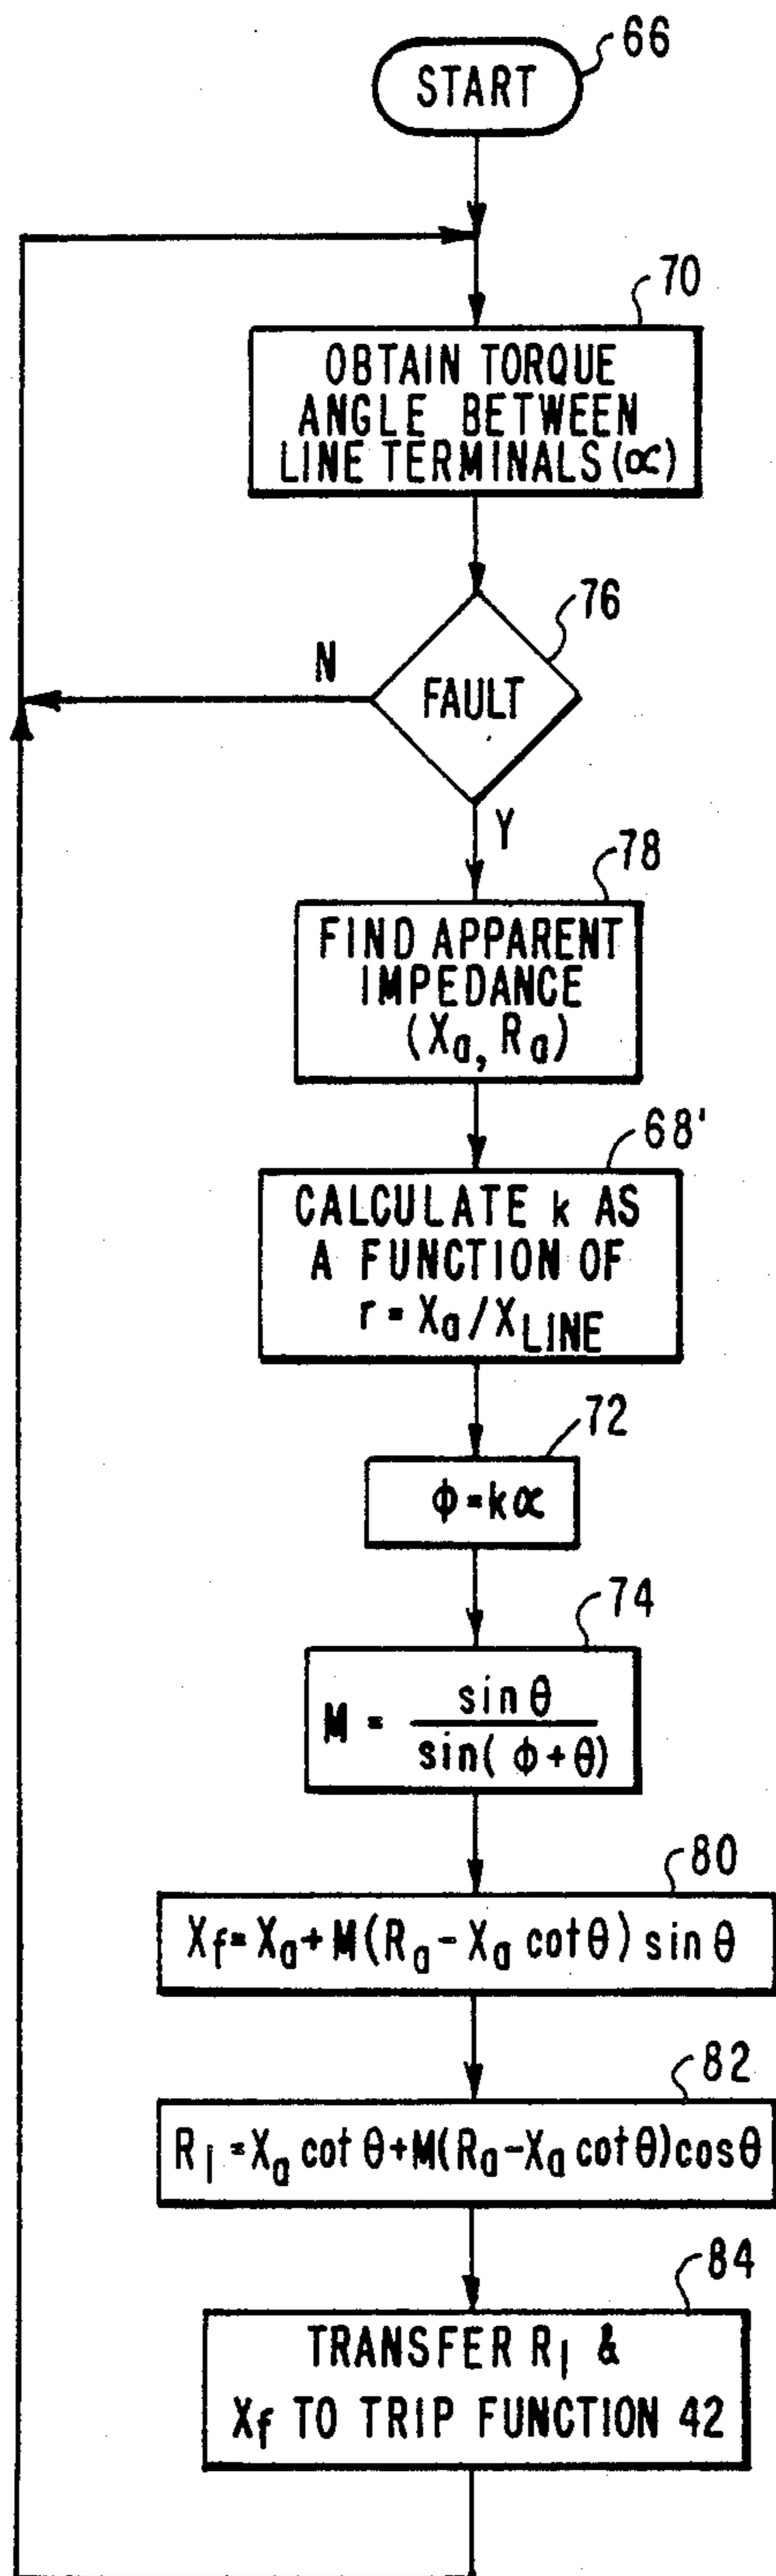 66
START
70
OBTAIN TORQUE
ANGLE BETWEEN
LINE TERMINALS (∝)
76
N
FAULT
Y
78
FIND APPARENT
IMPEDANCE
(Xa, Ra)
68'
CALCULATE k AS
A FUNCTION OF
r = Xa / XLINE
72
ϕ = k∝
74
M = sin θ / sin( ϕ + θ)
80
Xf = Xa + M(Ra - Xa cot θ) sin θ
82
Rl = Xa cot θ + M(Ra - Xa cot θ) cos θ
84
TRANSFER Rl &
Xf TO TRIP FUNCTION 42